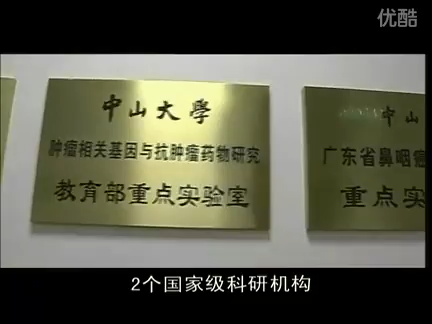 优酷
中山大學
肿瘤相关基因与抗肿瘤药物研究
教育部重点实验室
中山
广东省鼻咽癌
重点实
2个国家级科研机构